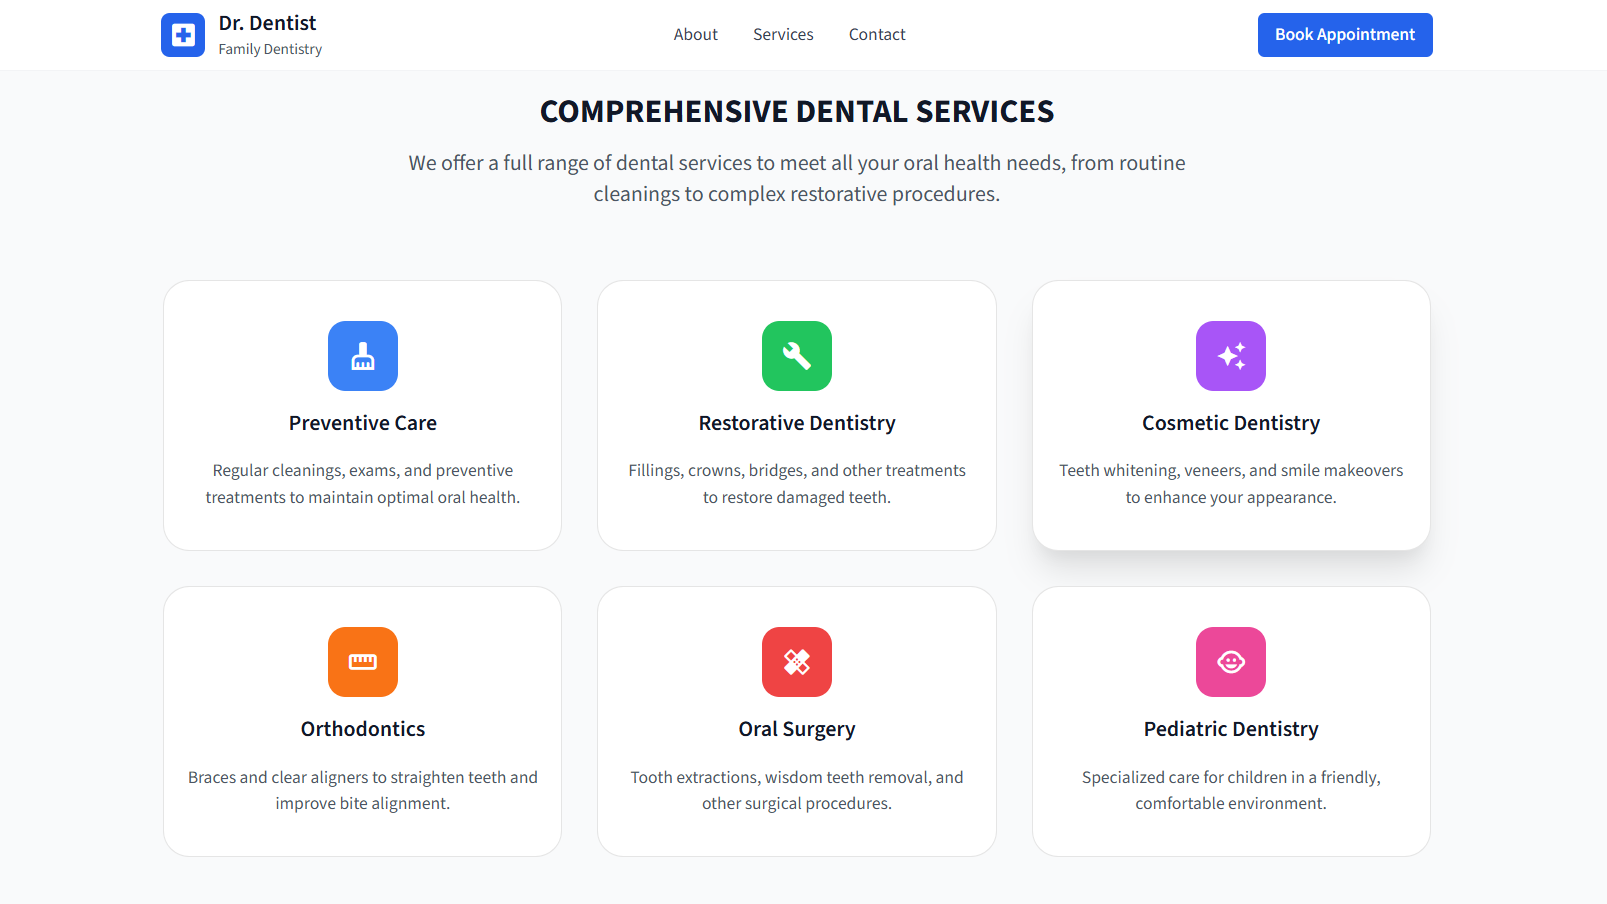 Dr. Dentist
Family Dentistry
About
Services
Contact
Book Appointment
COMPREHENSIVE DENTAL SERVICES
We offer a full range of dental services to meet all your oral health needs, from routine
cleanings to complex restorative procedures.
Preventive Care
Regular cleanings, exams, and preventive
treatments to maintain optimal oral health.
Restorative Dentistry
Fillings, crowns, bridges, and other treatments
to restore damaged teeth.
Cosmetic Dentistry
Teeth whitening, veneers, and smile makeovers
to enhance your appearance.
Orthodontics
Braces and clear aligners to straighten teeth and
improve bite alignment.
Oral Surgery
Tooth extractions, wisdom teeth removal, and
other surgical procedures.
Pediatric Dentistry
Specialized care for children in a friendly,
comfortable environment.